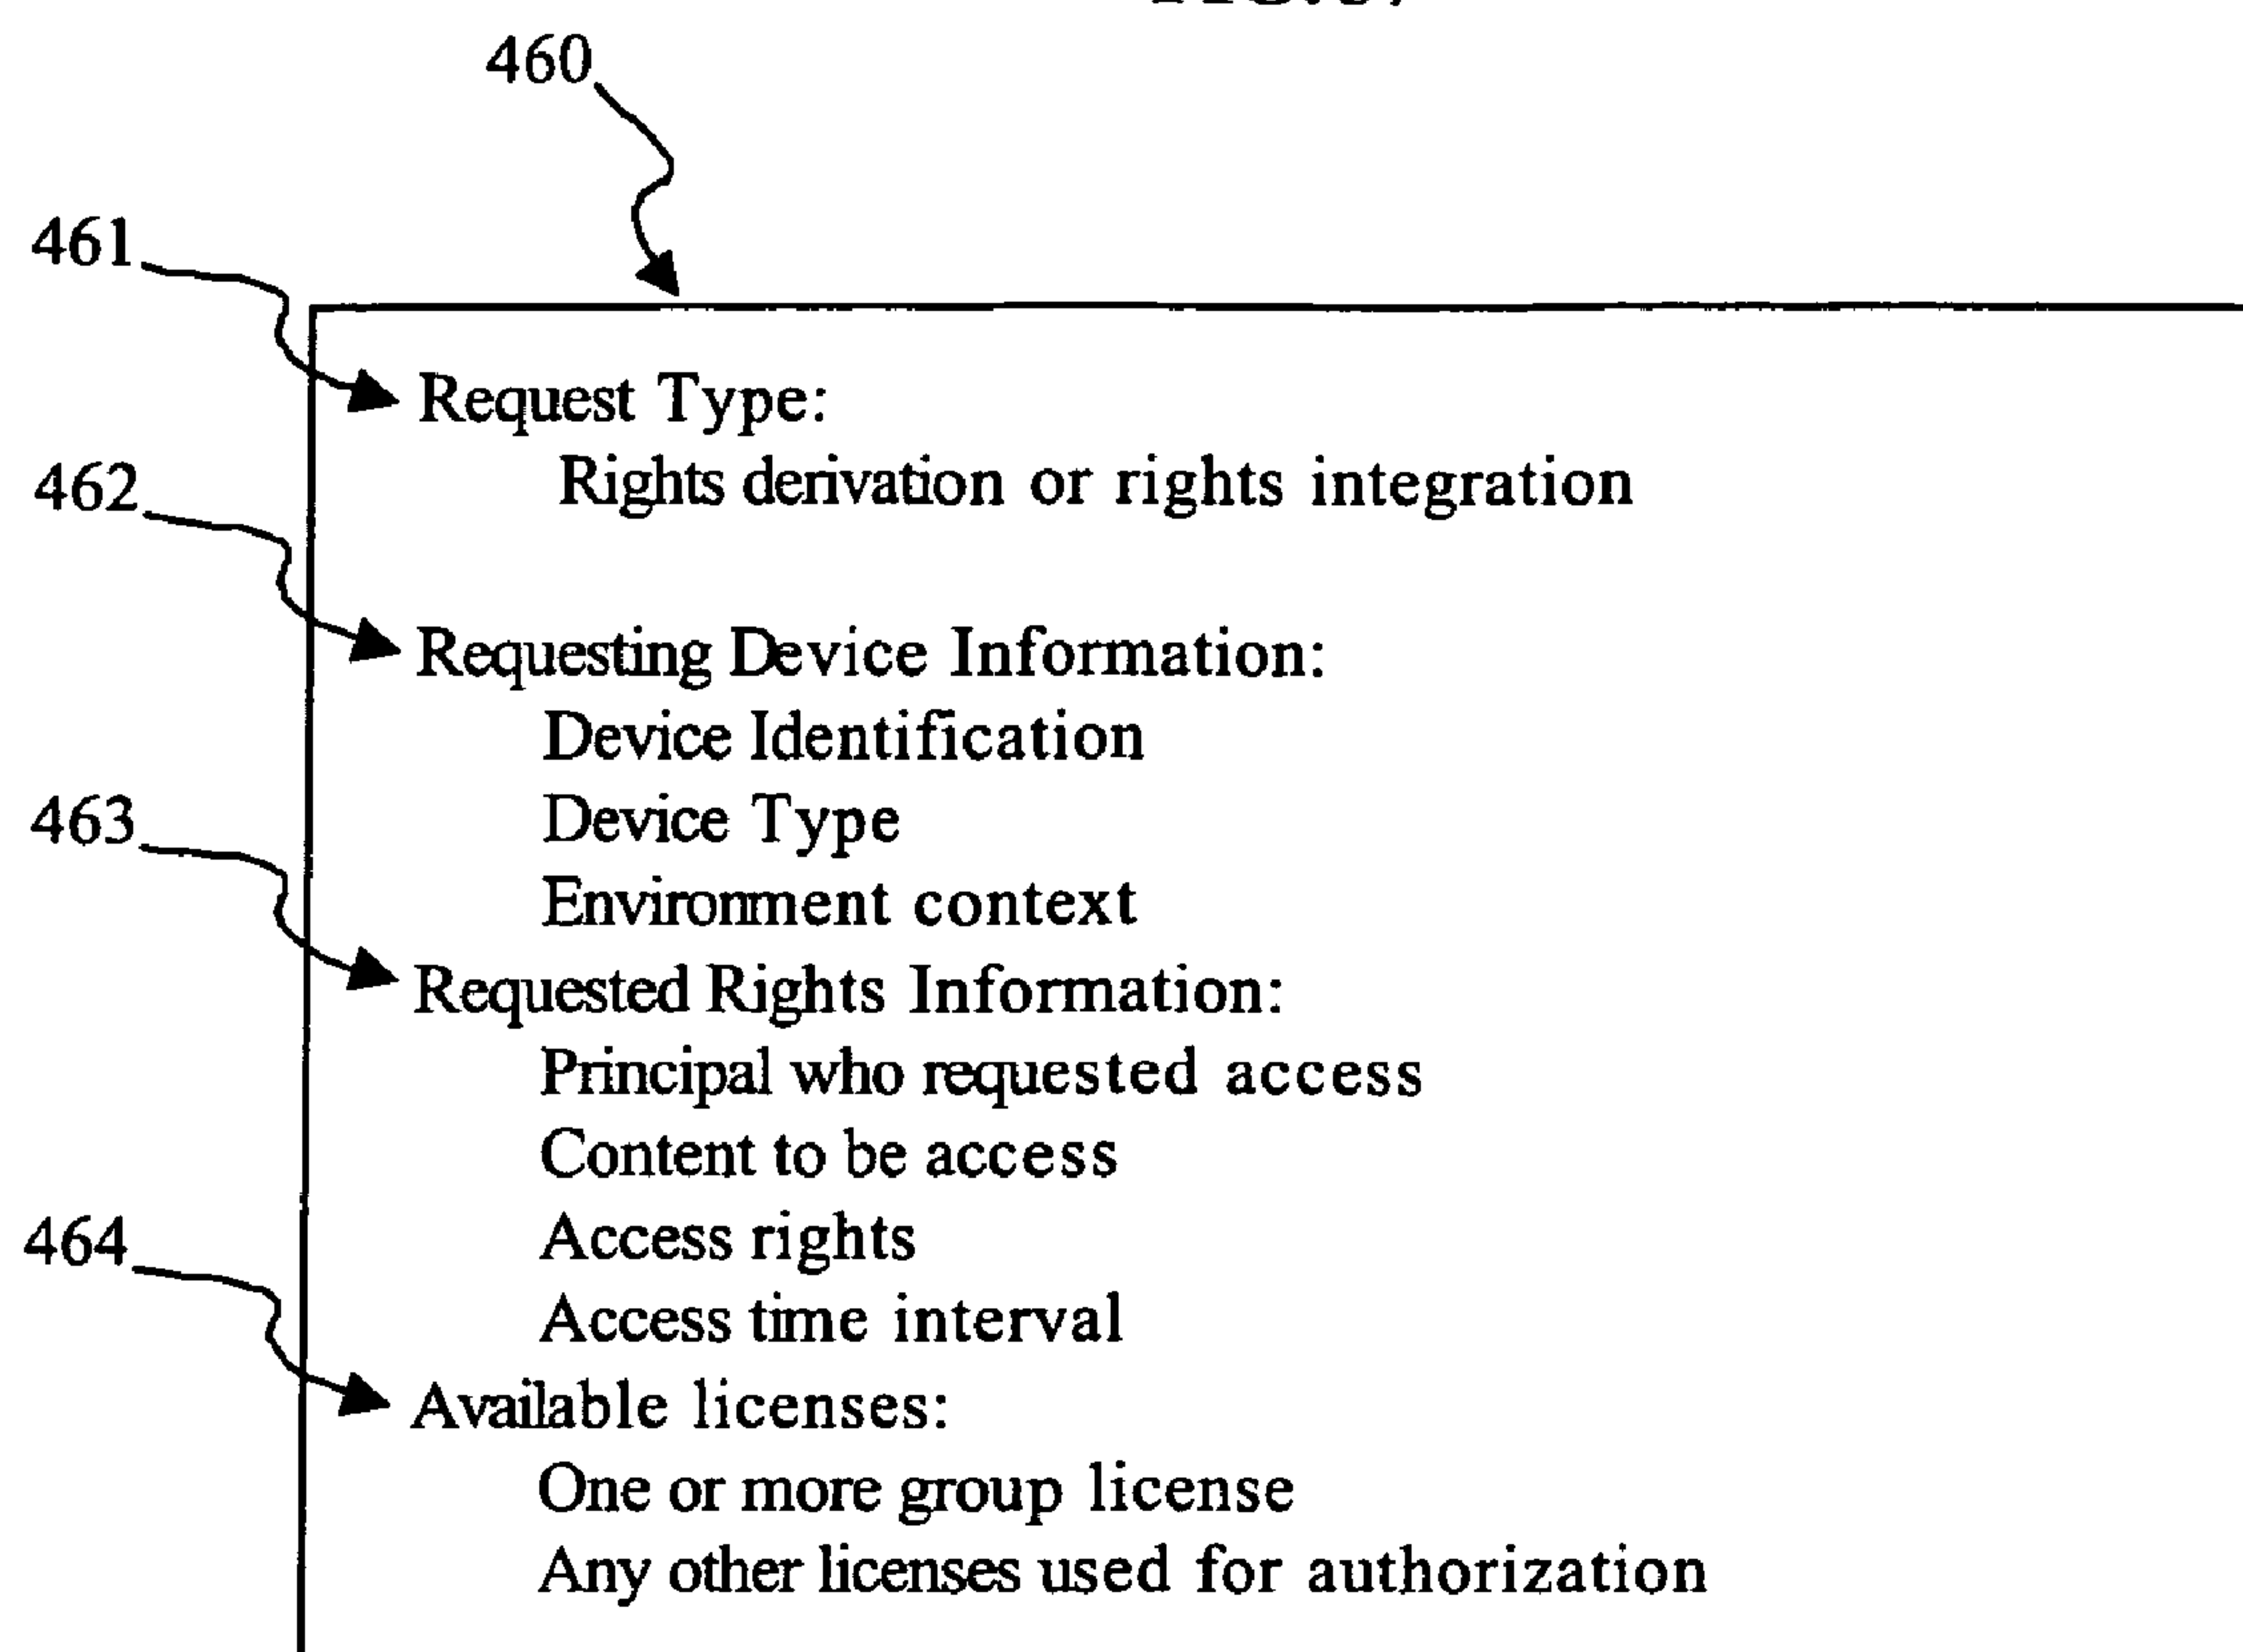 460
461
Request Type:
Rights derivation or rights integration
462
Requesting Device Information:
Device Identification
Device Type
Environment context
463
Requested Rights Information:
Principal who requested access
Content to be access
Access rights
Access time interval
464
Available licenses:
One or more group license
Any other licenses used for authorization